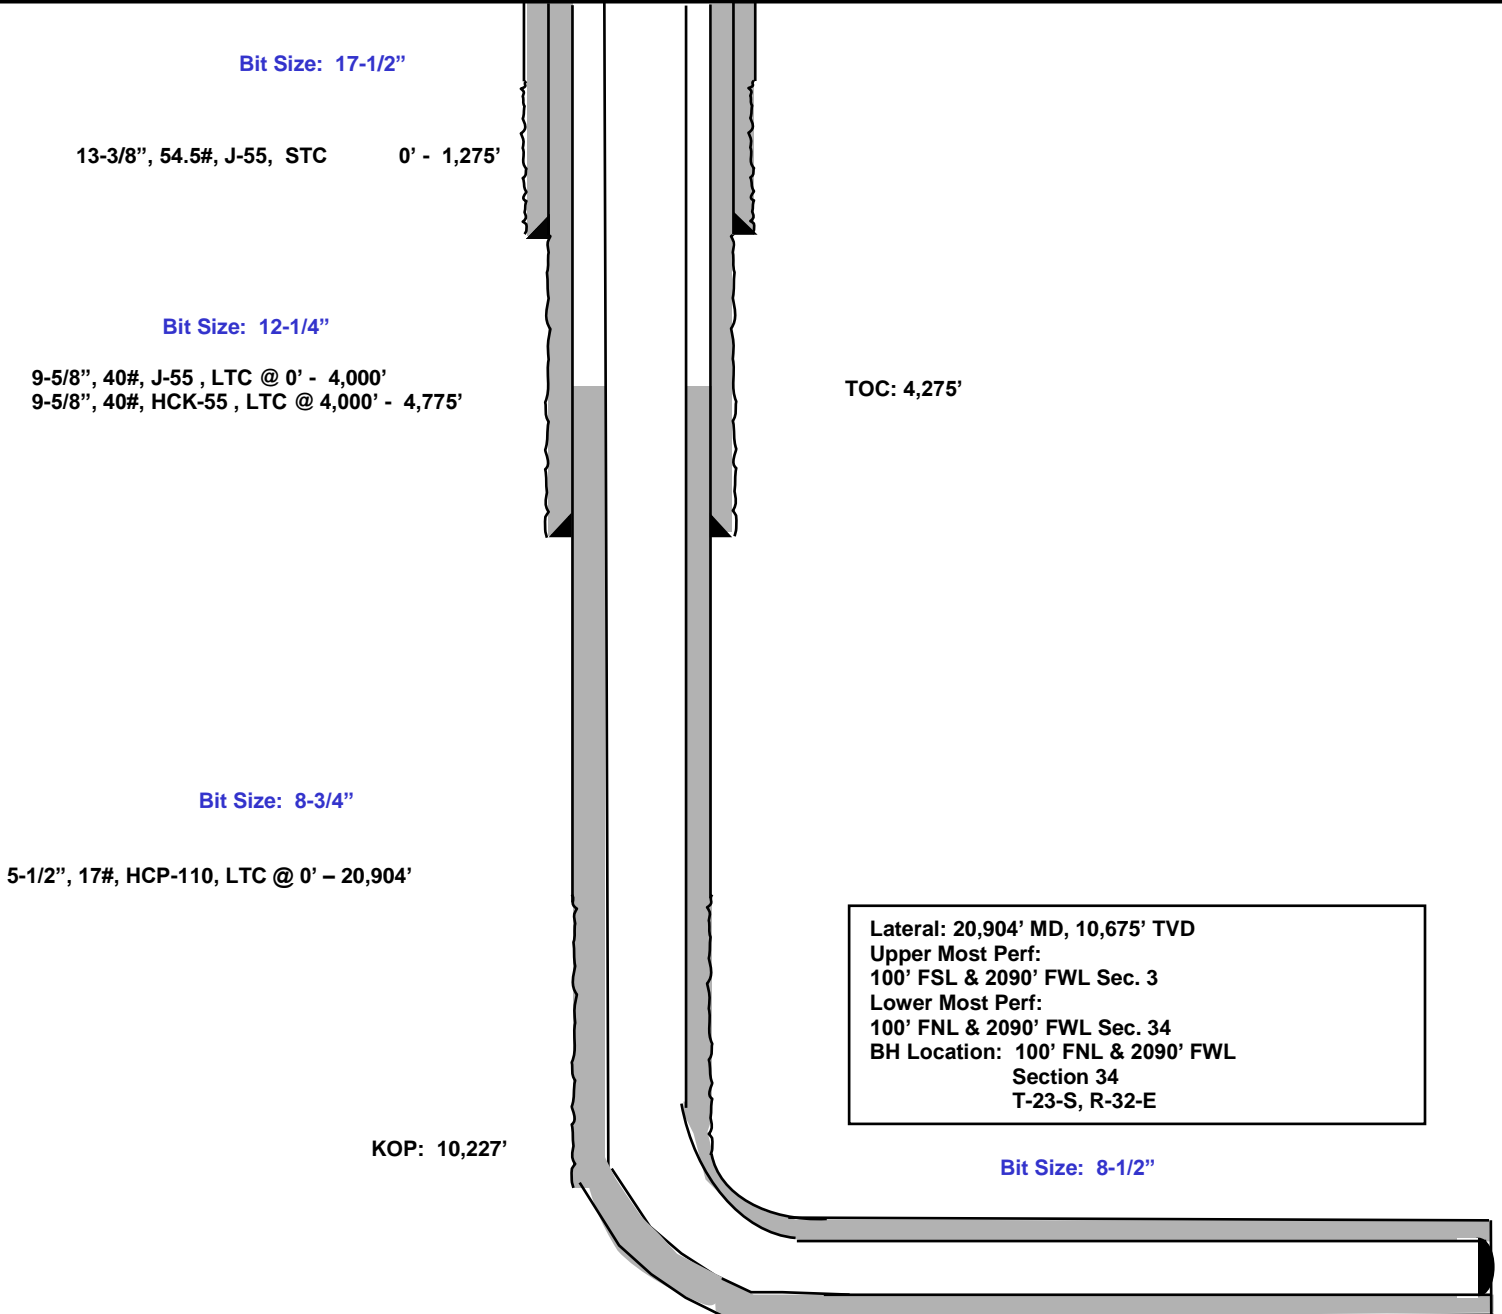 Bit Size: 17-1/2”
13-3/8”, 54.5#, J-55, STC 0’ - 1,275’
Bit Size: 12-1/4”
9-5/8”, 40#, J-55 , LTC @ 0’ - 4,000’
9-5/8”, 40#, HCK-55 , LTC @ 4,000’ - 4,775’
TOC: 4,275’
Bit Size: 8-3/4”
5-1/2”, 17#, HCP-110, LTC @ 0’ – 20,904’
Lateral: 20,904’ MD, 10,675’ TVD
Upper Most Perf:
100’ FSL & 2090’ FWL Sec. 3
Lower Most Perf:
100’ FNL & 2090’ FWL Sec. 34
BH Location: 100’ FNL & 2090’ FWL
Section 34
T-23-S, R-32-E
KOP: 10,227’
Bit Size: 8-1/2”